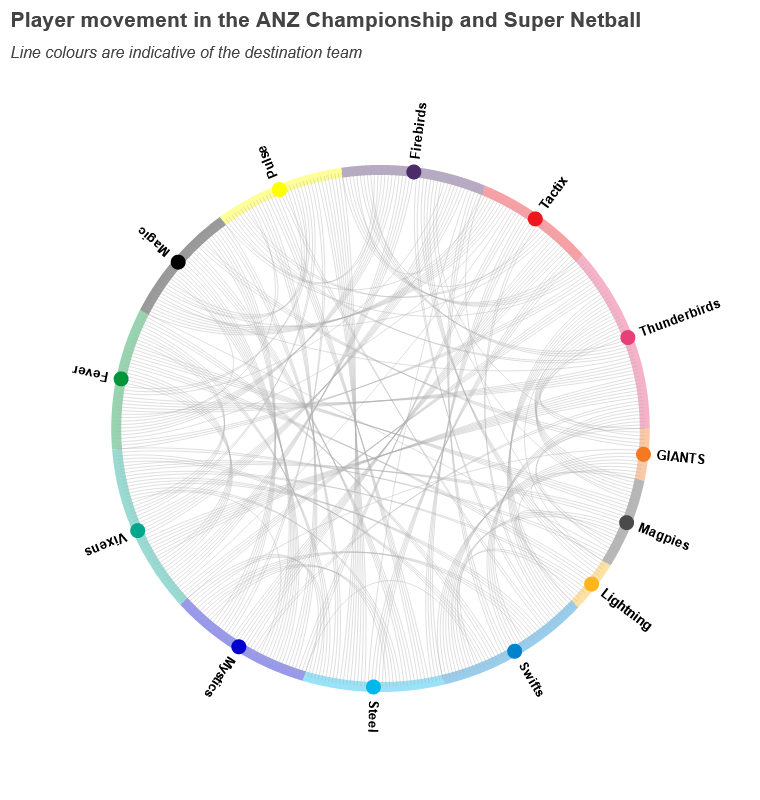 Player movement in the ANZ Championship and Super Netball
Line colours are indicative of the destination team
Firebirds
Tactix
Thunderbirds
GIANTS
Magpies
Lightning
Swifts
Steel
Mystics
Vixens
Fever
Magic
Pulse